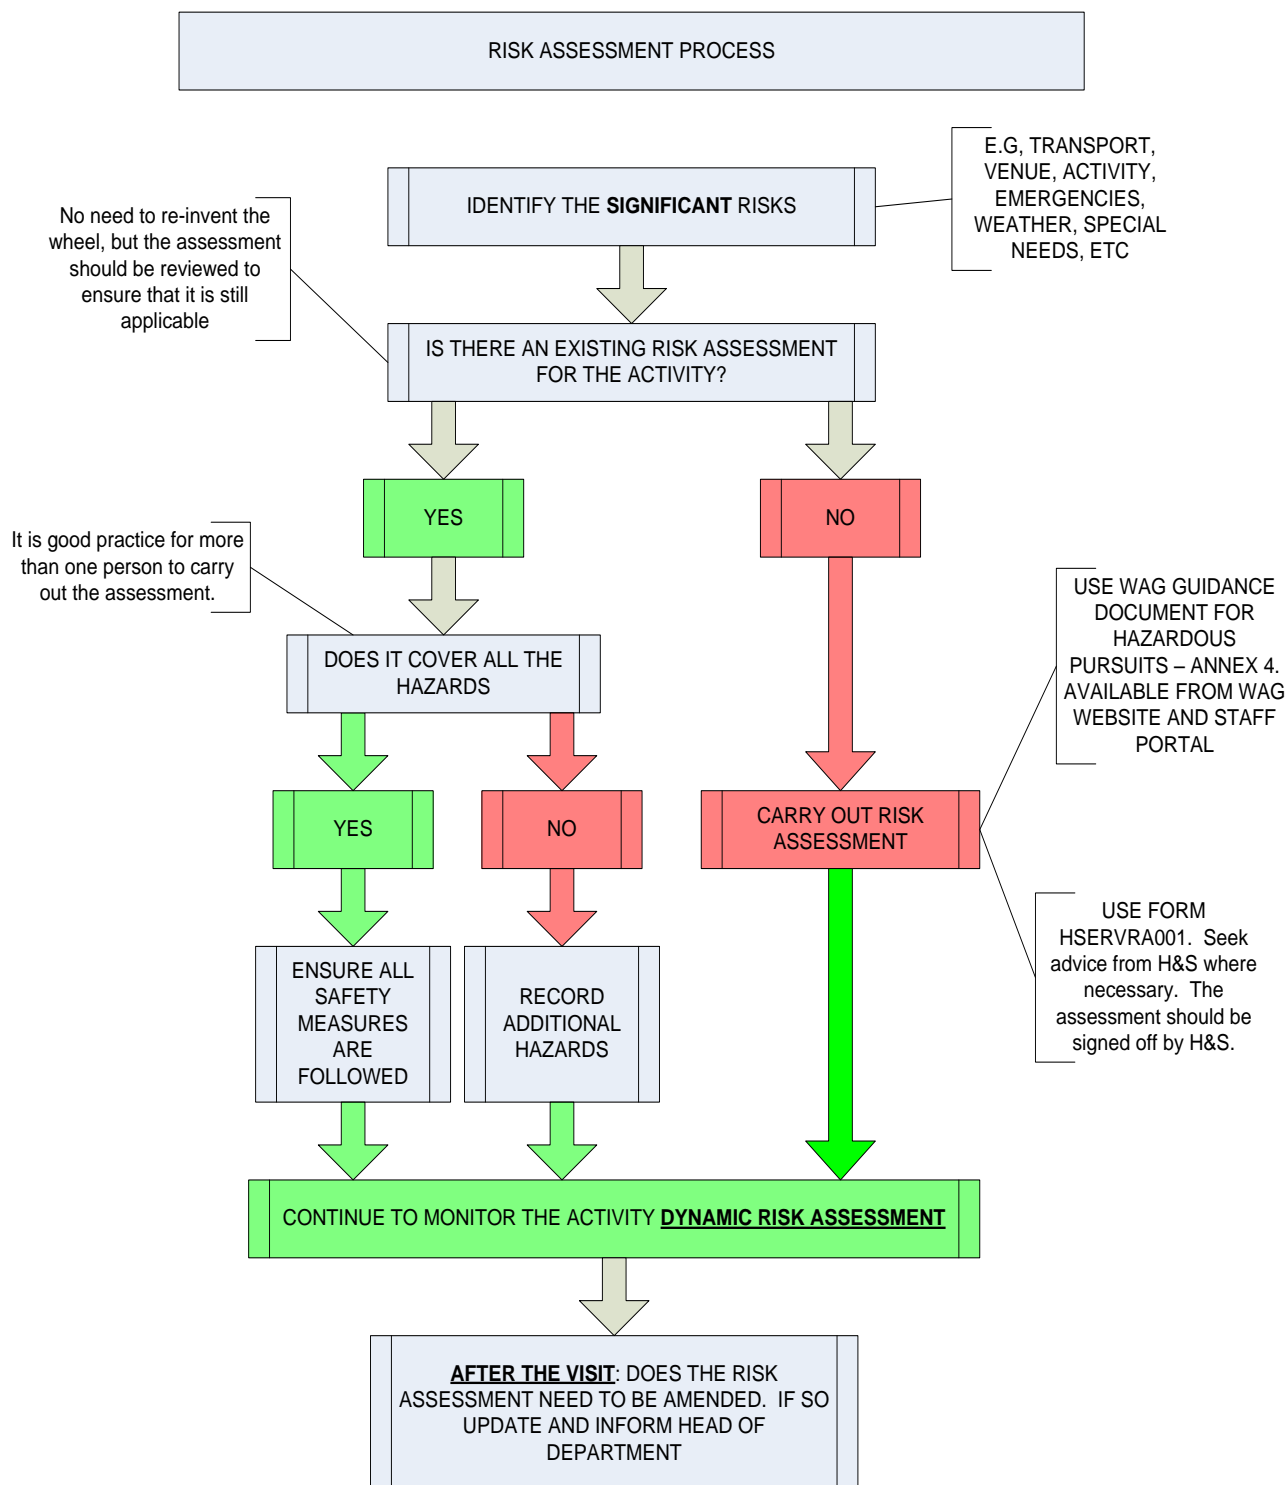 RISK ASSESSMENT PROCESS
E.G, TRANSPORT,
VENUE, ACTIVITY,
EMERGENCIES,
WEATHER, SPECIAL
NEEDS, ETC
IDENTIFY THE SIGNIFICANT RISKS
No need to re-invent the
wheel, but the assessment
should be reviewed to
ensure that it is still
applicable
IS THERE AN EXISTING RISK ASSESSMENT
FOR THE ACTIVITY?
YES
NO
It is good practice for more
than one person to carry
out the assessment.
DOES IT COVER ALL THE
HAZARDS
USE WAG GUIDANCE
DOCUMENT FOR
HAZARDOUS
PURSUITS – ANNEX 4.
AVAILABLE FROM WAG
WEBSITE AND STAFF
PORTAL
YES
NO
CARRY OUT RISK
ASSESSMENT
USE FORM
HSERVRA001.  Seek
advice from H&S where
necessary.  The
assessment should be
signed off by H&S.
ENSURE ALL
SAFETY
MEASURES
ARE
FOLLOWED
RECORD
ADDITIONAL
HAZARDS
CONTINUE TO MONITOR THE ACTIVITY DYNAMIC RISK ASSESSMENT
AFTER THE VISIT: DOES THE RISK
ASSESSMENT NEED TO BE AMENDED.  IF SO
UPDATE AND INFORM HEAD OF
DEPARTMENT